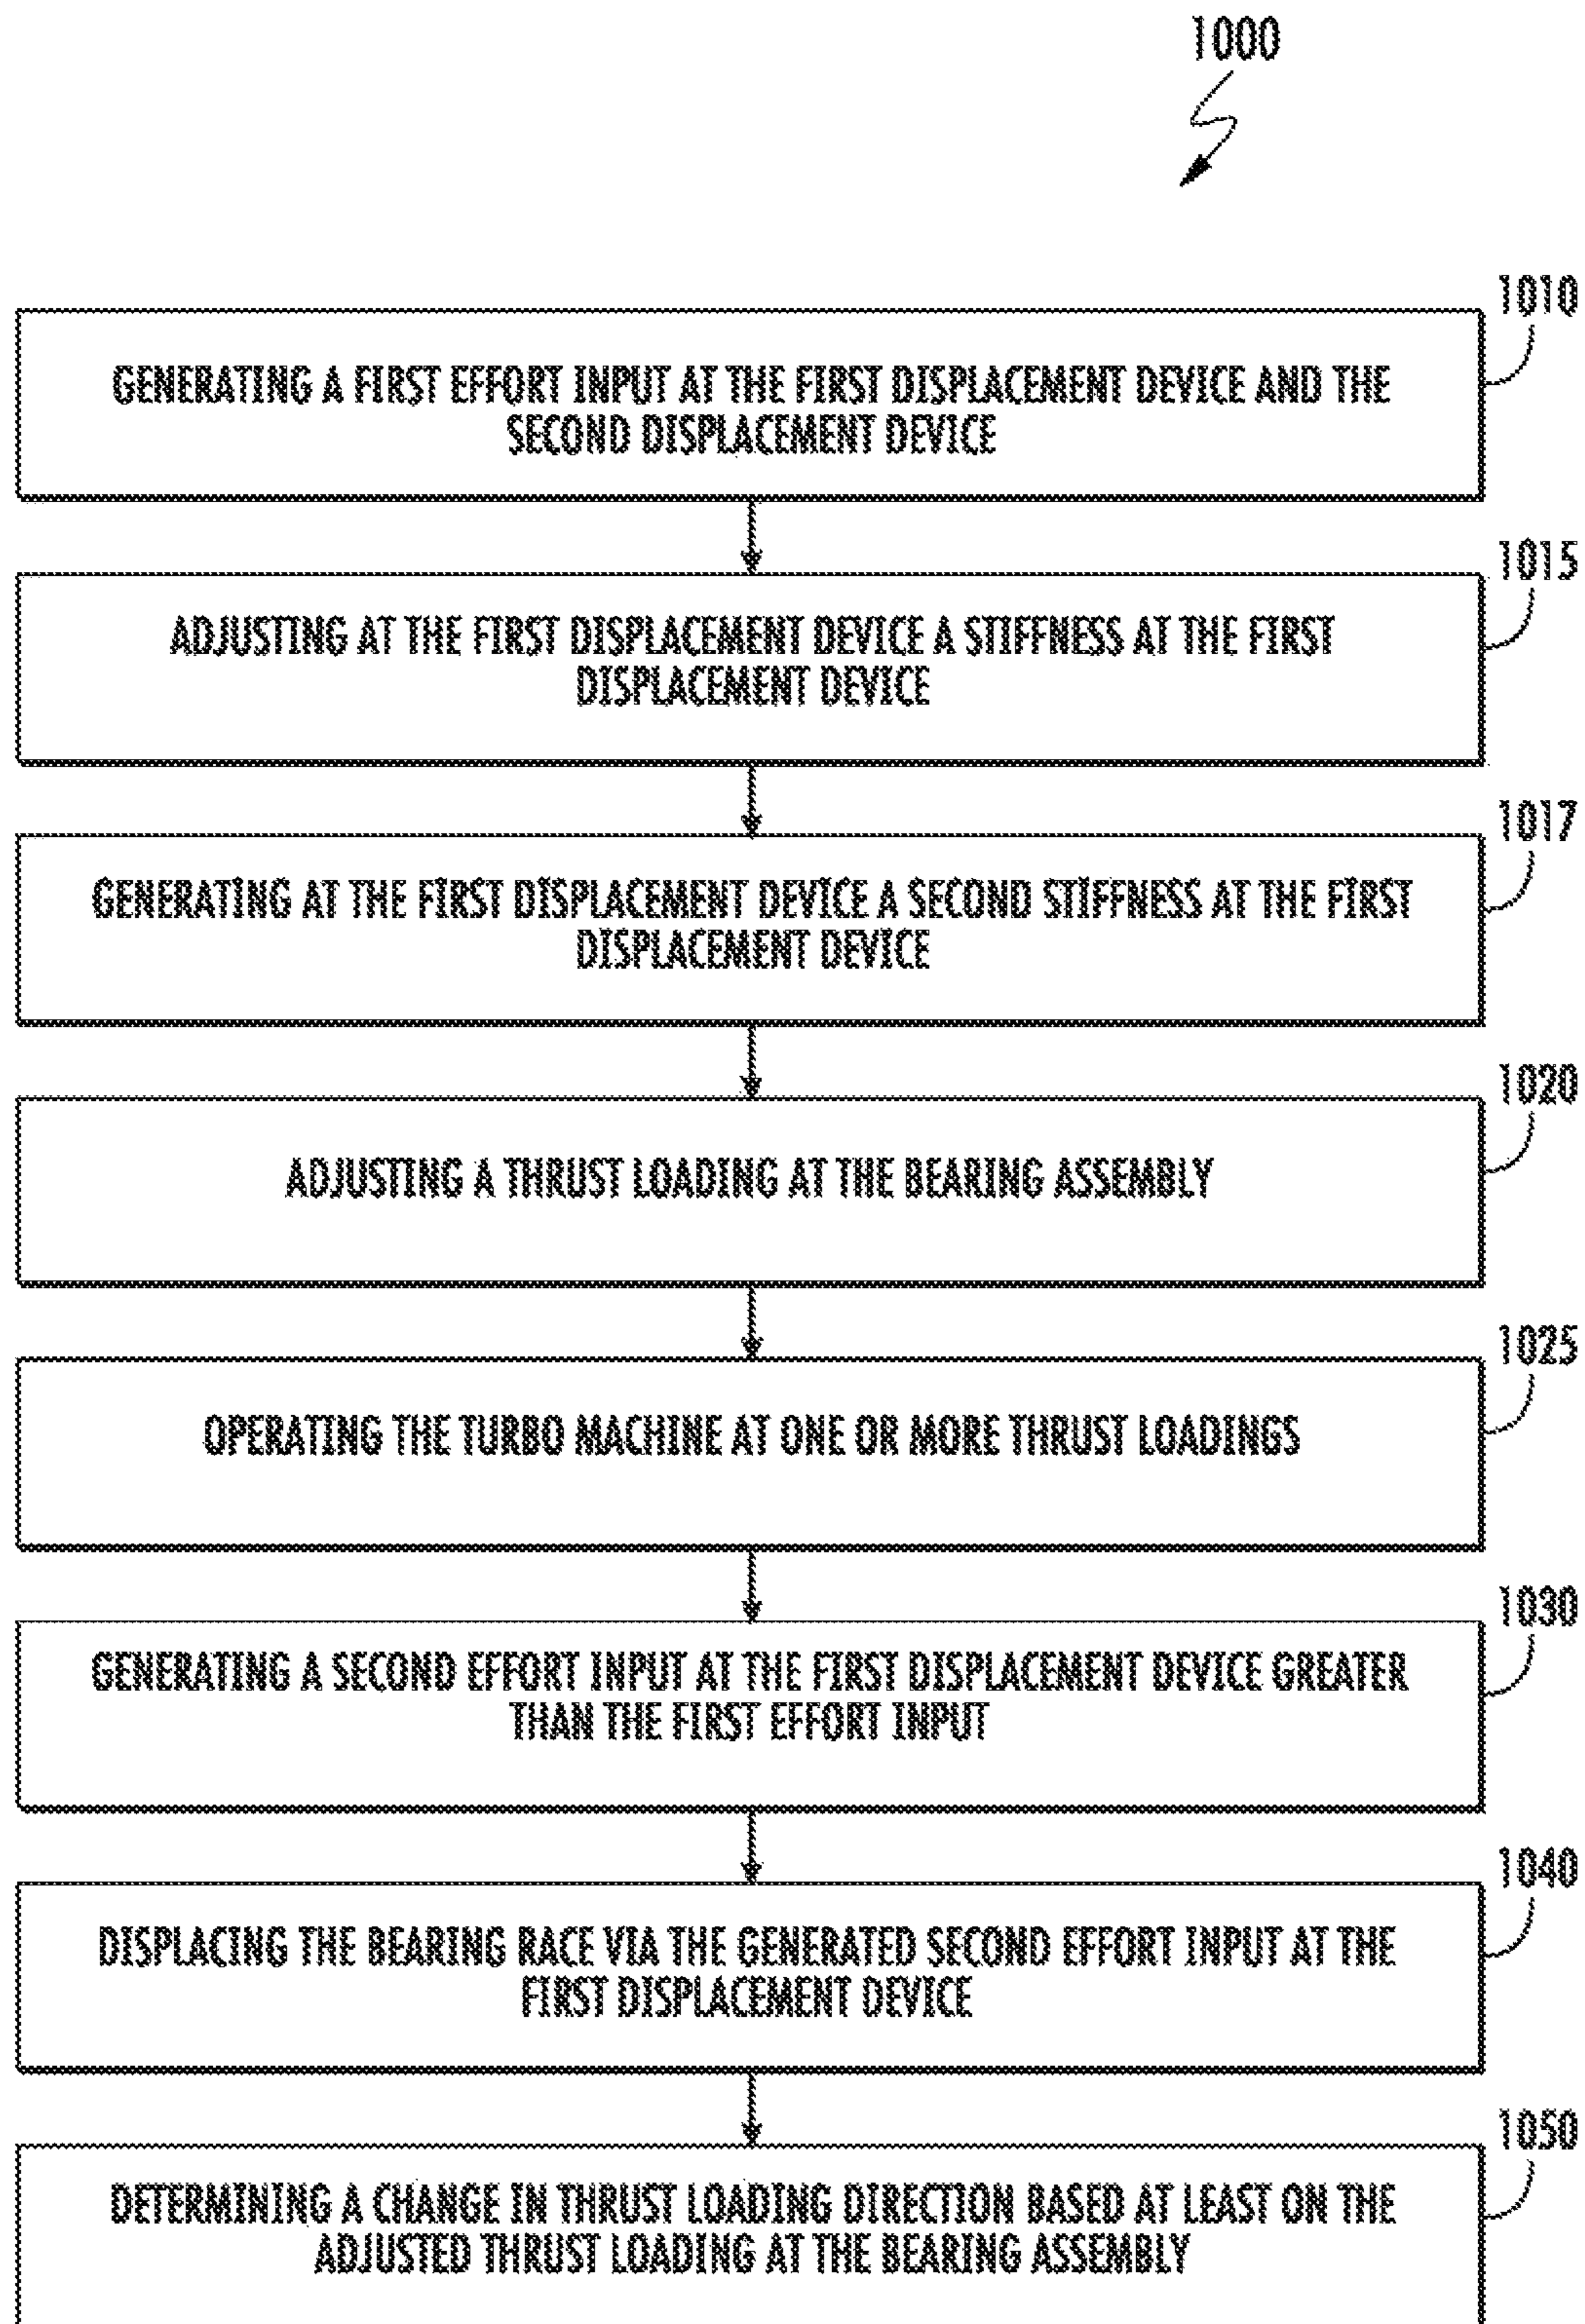 1000
1010
GENERATING A FIRST EFFORT INPUT AT THE FIRST DISPLACEMENT DEVICE AND THE
SECOND DISPLACEMENT DEVICE
1015
ADJUSTING AT THE FIRST DISPLACEMENT DEVICE A STIFFNESS AT THE FIRST
DISPLACEMENT DEVICE
1017
GENERATING AT THE FIRST DISPLACEMENT DEVICE A SECOND STIFFNESS AT THE FIRST
DISPLACEMENT DEVICE
1020
ADJUSTING A THRUST LOADING AT THE BEARING ASSEMBLY
1025
OPERATING THE TURBO MACHINE AT ONE OR MORE THRUST LOADINGS
1030
GENERATING A SECOND EFFORT INPUT AT THE FIRST DISPLACEMENT DEVICE GREATER
THAN THE FIRST EFFORT INPUT
1040
DISPLACING THE BEARING RACE VIA THE GENERATED SECOND EFFORT INPUT AT THE
FIRST DISPLACEMENT DEVICE
1050
DETERMINING A CHANGE IN THRUST LOADING DIRECTION BASED AT LEAST ON THE
ADJUSTED THRUST LOADING AT THE BEARING ASSEMBLY